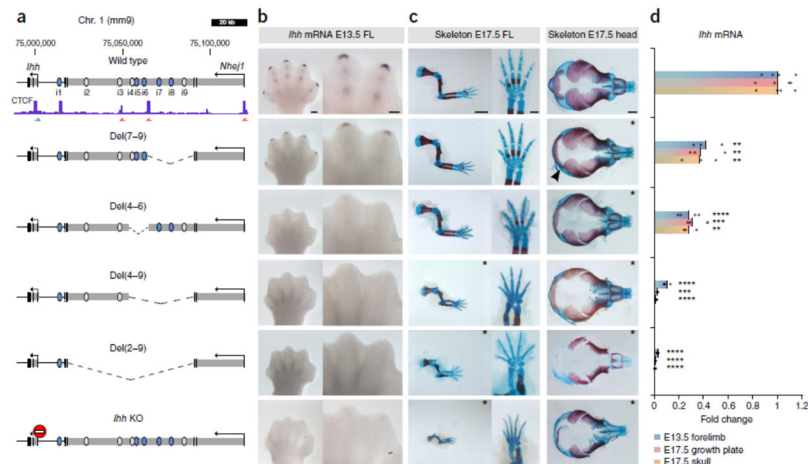 a
Chr. 1 (mm9)
20 kb
75,000,000
75,050,000
75,100,000
Ihh
Wild type
Nhej1
i1 i2 i3 i4 i5 i6 i7 i8 i9
CTCF
Del(7–9)
Del(4–6)
Del(4–9)
Del(2–9)
Ihh KO
b
Ihh mRNA E13.5 FL
c
Skeleton E17.5 FL
Skeleton E17.5 head
*
*
* *
* *
* *
d
Ihh mRNA
**
**
**
****
***
**
****
***
****
****
****
****
0 0.2 0.4 0.6 0.8 1.0 1.2
Fold change
E13.5 forelimb
E17.5 growth plate
E17.5 skull